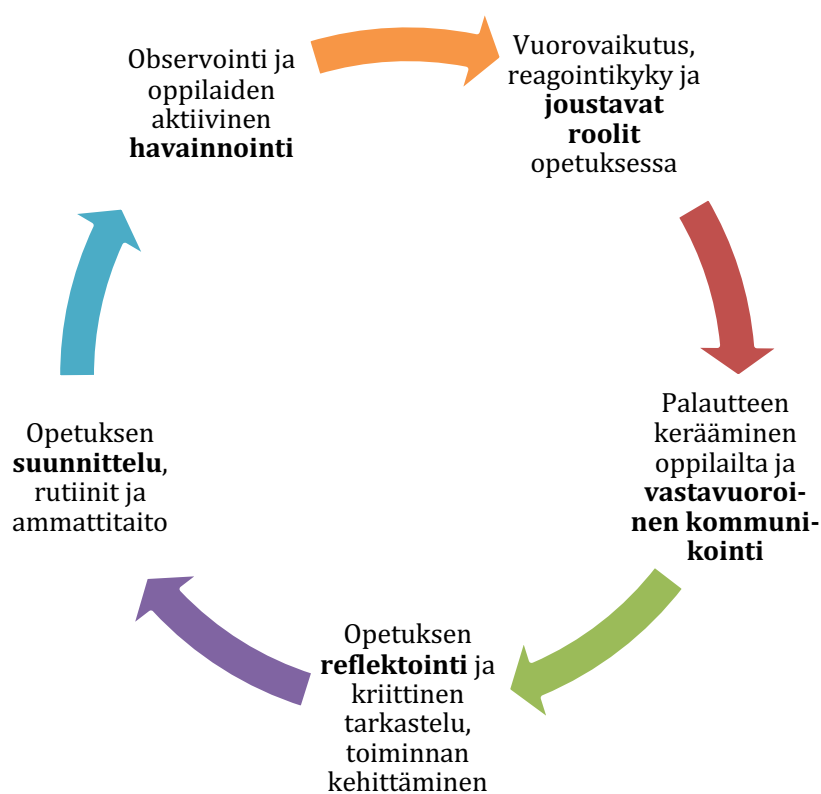 Observointi ja
oppilaiden
aktiivinen
havainnointi
Vuorovaikutus,
reagointikyky ja
joustavat
roolit
opetuksessa
Palautteen
kerääminen
oppilailta ja
vastavuoroi-
nen kommuni-
kointi
Opetuksen
reflektointi ja
kriittinen
tarkastelu,
toiminnan
kehittäminen
Opetuksen
suunnittelu,
rutiinit ja
ammattitaito